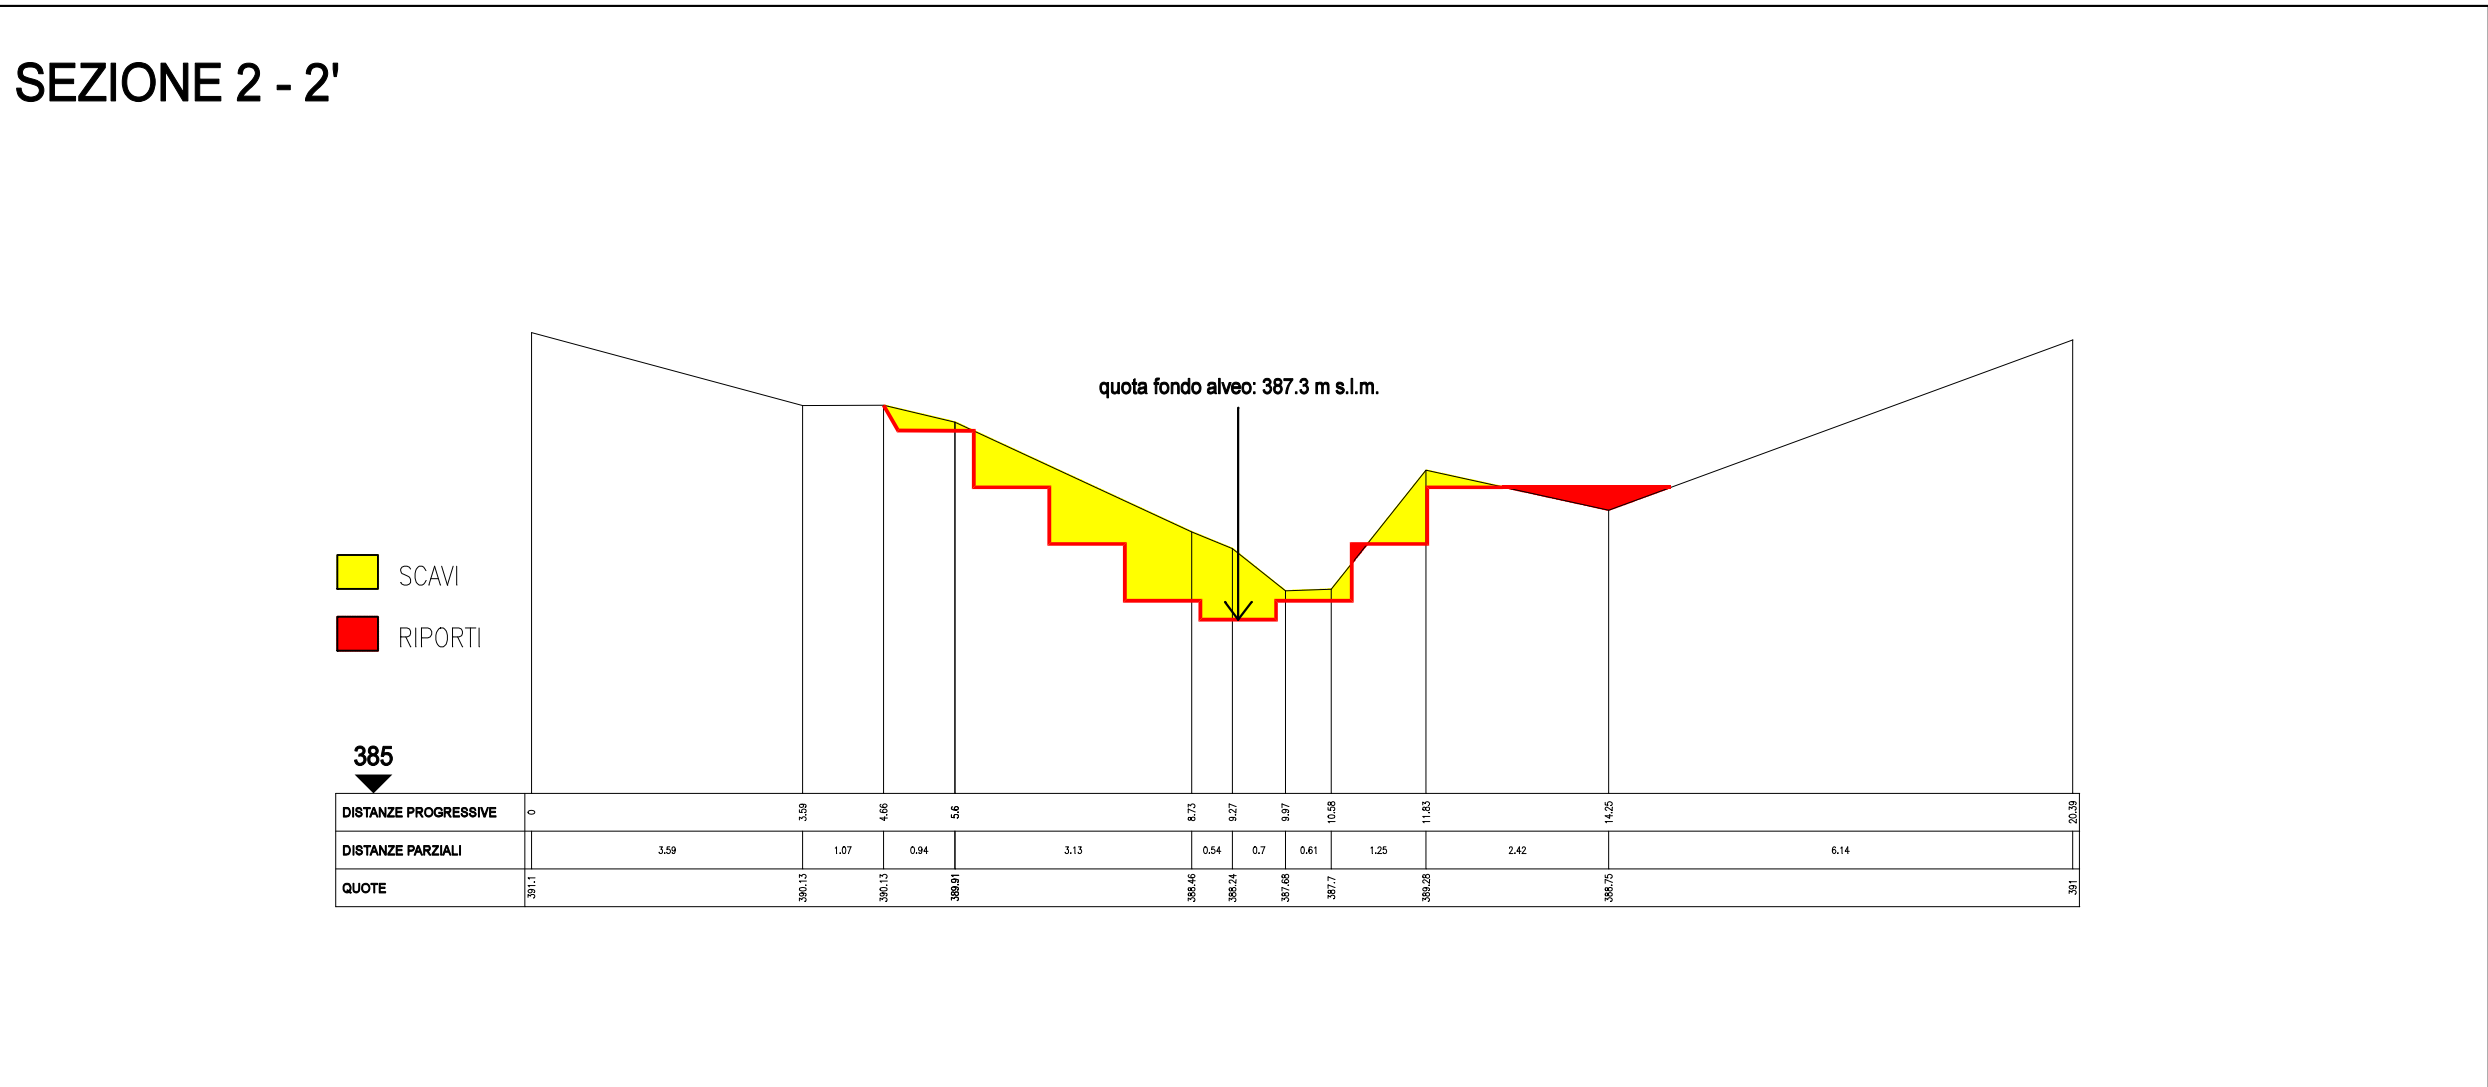 SEZIONE 2 - 2'
quota fondo alveo: 387.3 m s.l.m.
SCAVI
RIPORTI
385
DISTANZE PROGRESSIVE 0 3.59 4.66 5.6 8.73 9.27 9.97 10.58 11.83 14.25 20.39
DISTANZE PARZIALI 3.59 1.07 0.94 3.13 0.54 0.7 0.61 1.25 2.42 6.14
QUOTE 391.1 390.13 390.13 389.91 388.46 388.24 387.68 387.7 389.28 388.75 391